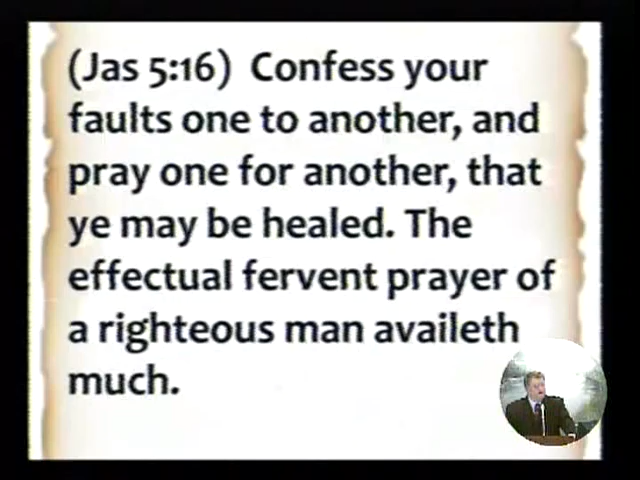 (Jas 5:16) Confess your
faults one to another, and
pray one for another, that
ye may be healed. The
effectual fervent prayer of
a righteous man availeth
much.